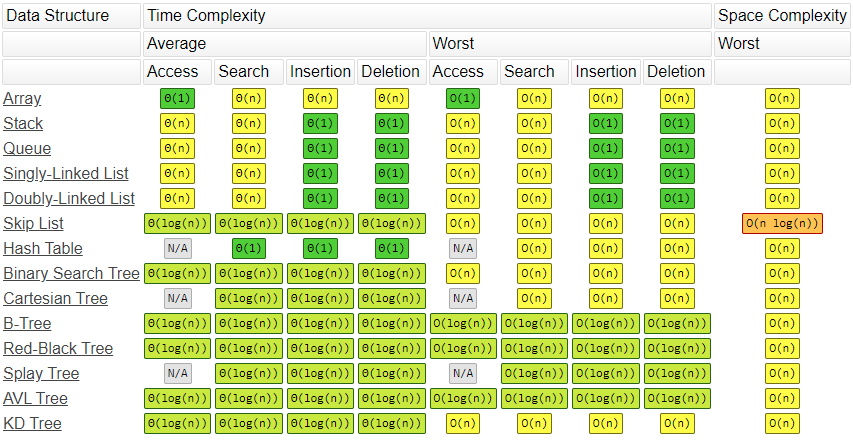 Data Structure Time Complexity Space Complexity
Average Worst Worst
Access Search Insertion Deletion Access Search Insertion Deletion
Array Θ(1) Θ(n) Θ(n) Θ(n) O(1) O(n) O(n) O(n) O(n)
Stack Θ(n) Θ(n) Θ(1) Θ(1) O(n) O(n) O(1) O(1) O(n)
Queue Θ(n) Θ(n) Θ(1) Θ(1) O(n) O(n) O(1) O(1) O(n)
Singly-Linked List Θ(n) Θ(n) Θ(1) Θ(1) O(n) O(n) O(1) O(1) O(n)
Doubly-Linked List Θ(n) Θ(n) Θ(1) Θ(1) O(n) O(n) O(1) O(1) O(n)
Skip List Θ(log(n)) Θ(log(n)) Θ(log(n)) Θ(log(n)) O(n) O(n) O(n) O(n) O(n log(n))
Hash Table N/A Θ(1) Θ(1) Θ(1) N/A O(n) O(n) O(n) O(n)
Binary Search Tree Θ(log(n)) Θ(log(n)) Θ(log(n)) Θ(log(n)) O(n) O(n) O(n) O(n) O(n)
Cartesian Tree N/A Θ(log(n)) Θ(log(n)) Θ(log(n)) N/A O(n) O(n) O(n) O(n)
B-Tree Θ(log(n)) Θ(log(n)) Θ(log(n)) Θ(log(n)) O(log(n)) O(log(n)) O(log(n)) O(log(n)) O(n)
Red-Black Tree Θ(log(n)) Θ(log(n)) Θ(log(n)) Θ(log(n)) O(log(n)) O(log(n)) O(log(n)) O(log(n)) O(n)
Splay Tree N/A Θ(log(n)) Θ(log(n)) Θ(log(n)) N/A O(log(n)) O(log(n)) O(log(n)) O(n)
AVL Tree Θ(log(n)) Θ(log(n)) Θ(log(n)) Θ(log(n)) O(log(n)) O(log(n)) O(log(n)) O(log(n)) O(n)
KD Tree Θ(log(n)) Θ(log(n)) Θ(log(n)) Θ(log(n)) O(n) O(n) O(n) O(n) O(n)